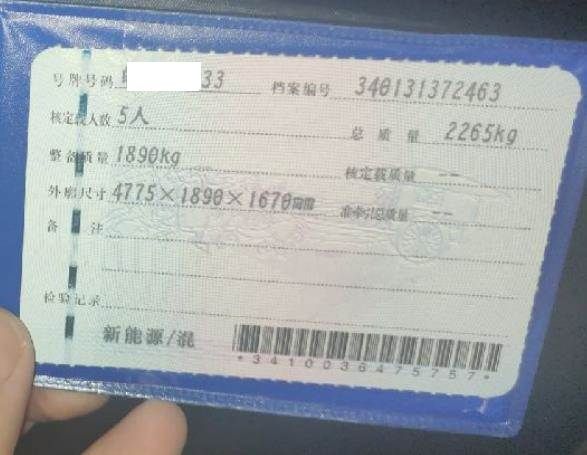 号牌号码 33 档案编号 340131372463
核定载人数 5人 总质量 2265kg
整备质量 1890kg 核定载质量 --
外廓尺寸 4775×1890×1670mm 准牵引总质量 --
备注
检验记录
新能源/混
*3410036475757*